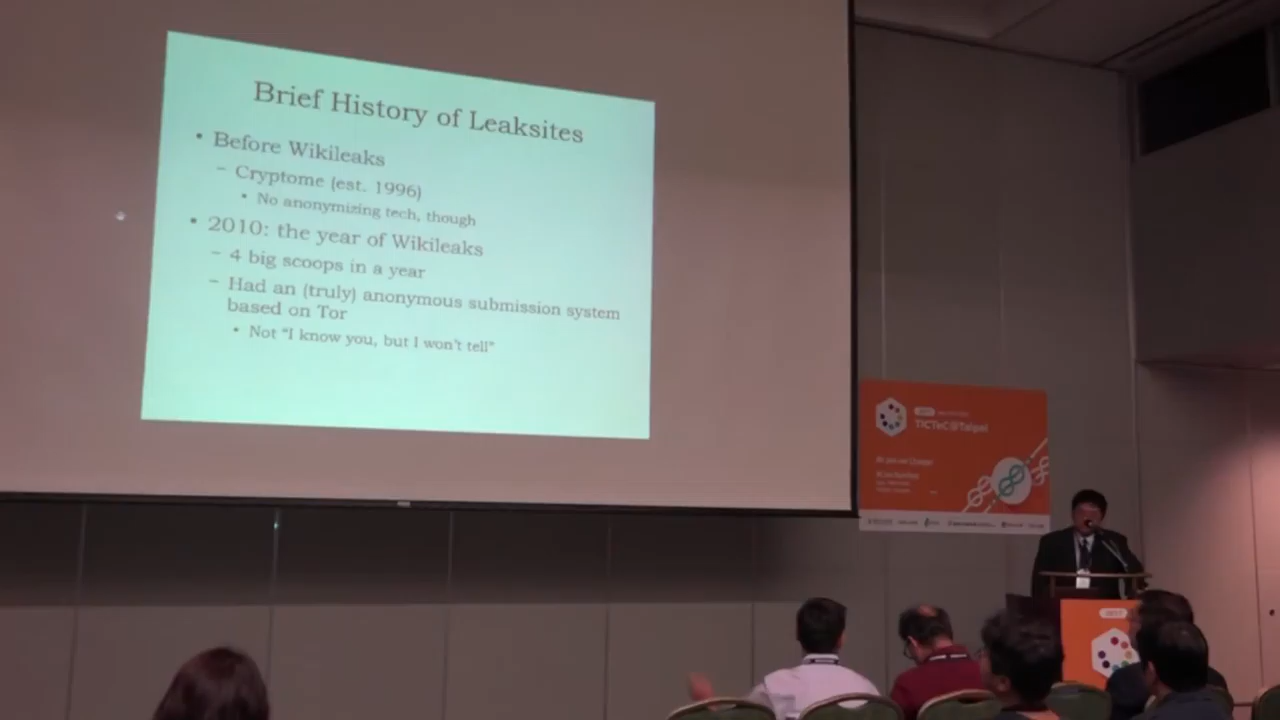 Brief History of Leaksites
• Before Wikileaks
– Cryptome (est. 1996)
• No anonymizing tech, though
• 2010: the year of Wikileaks
– 4 big scoops in a year
– Had an (truly) anonymous submission system
based on Tor
• Not “I know you, but I won’t tell”
2017
TICTeC@Taipei
2017